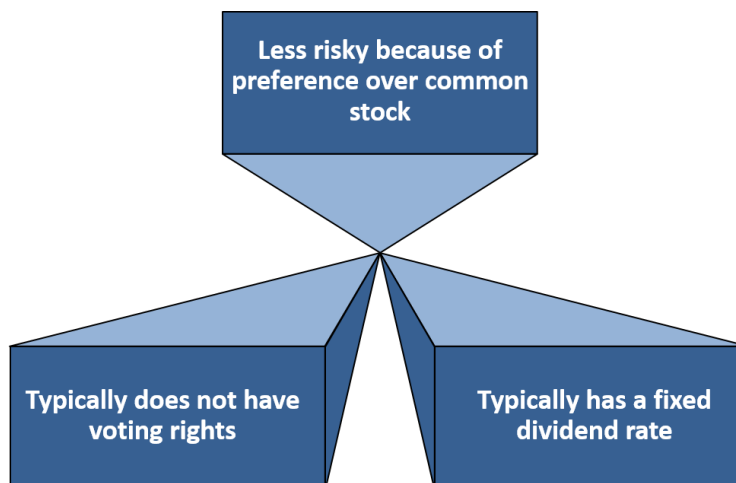 Less risky because of
preference over common
stock
Typically does not have
voting rights
Typically has a fixed
dividend rate